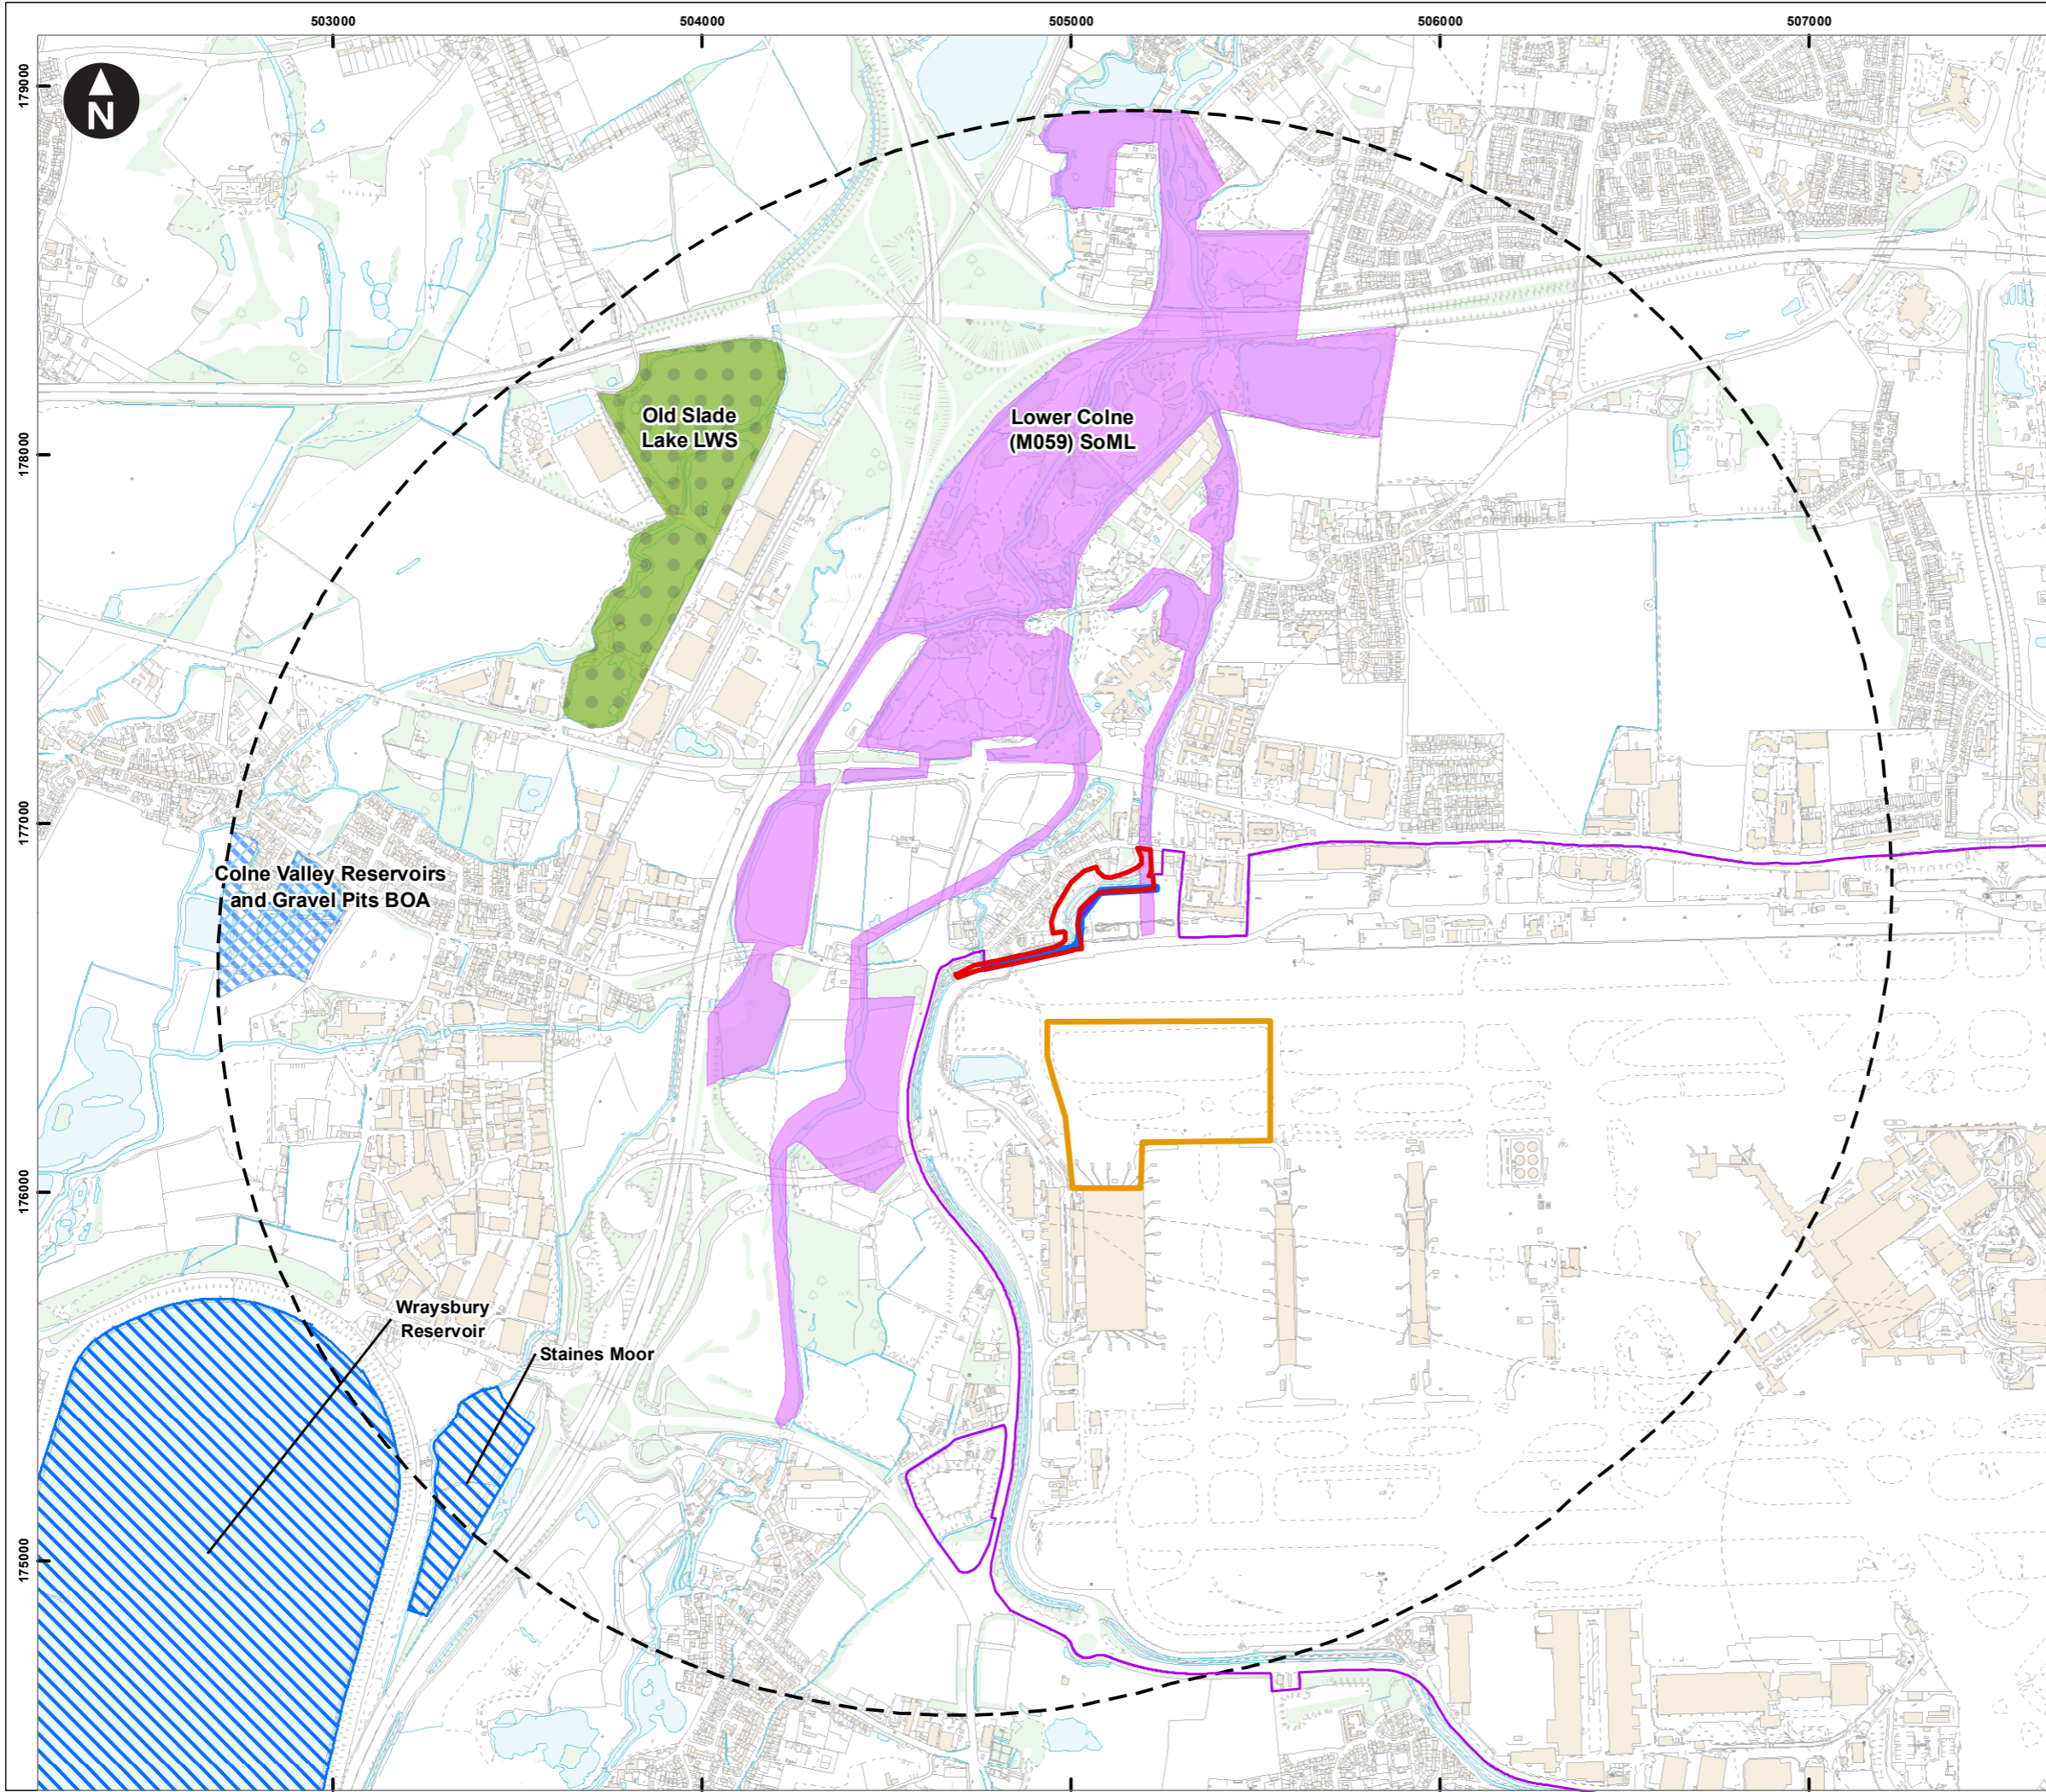 503000
504000
505000
506000
507000
179000
N
178000
177000
176000
175000
Old Slade
Lake LWS
Lower Colne
(M059) SoML
Colne Valley Reservoirs
and Gravel Pits BOA
Wraysbury
Reservoir
Staines Moor